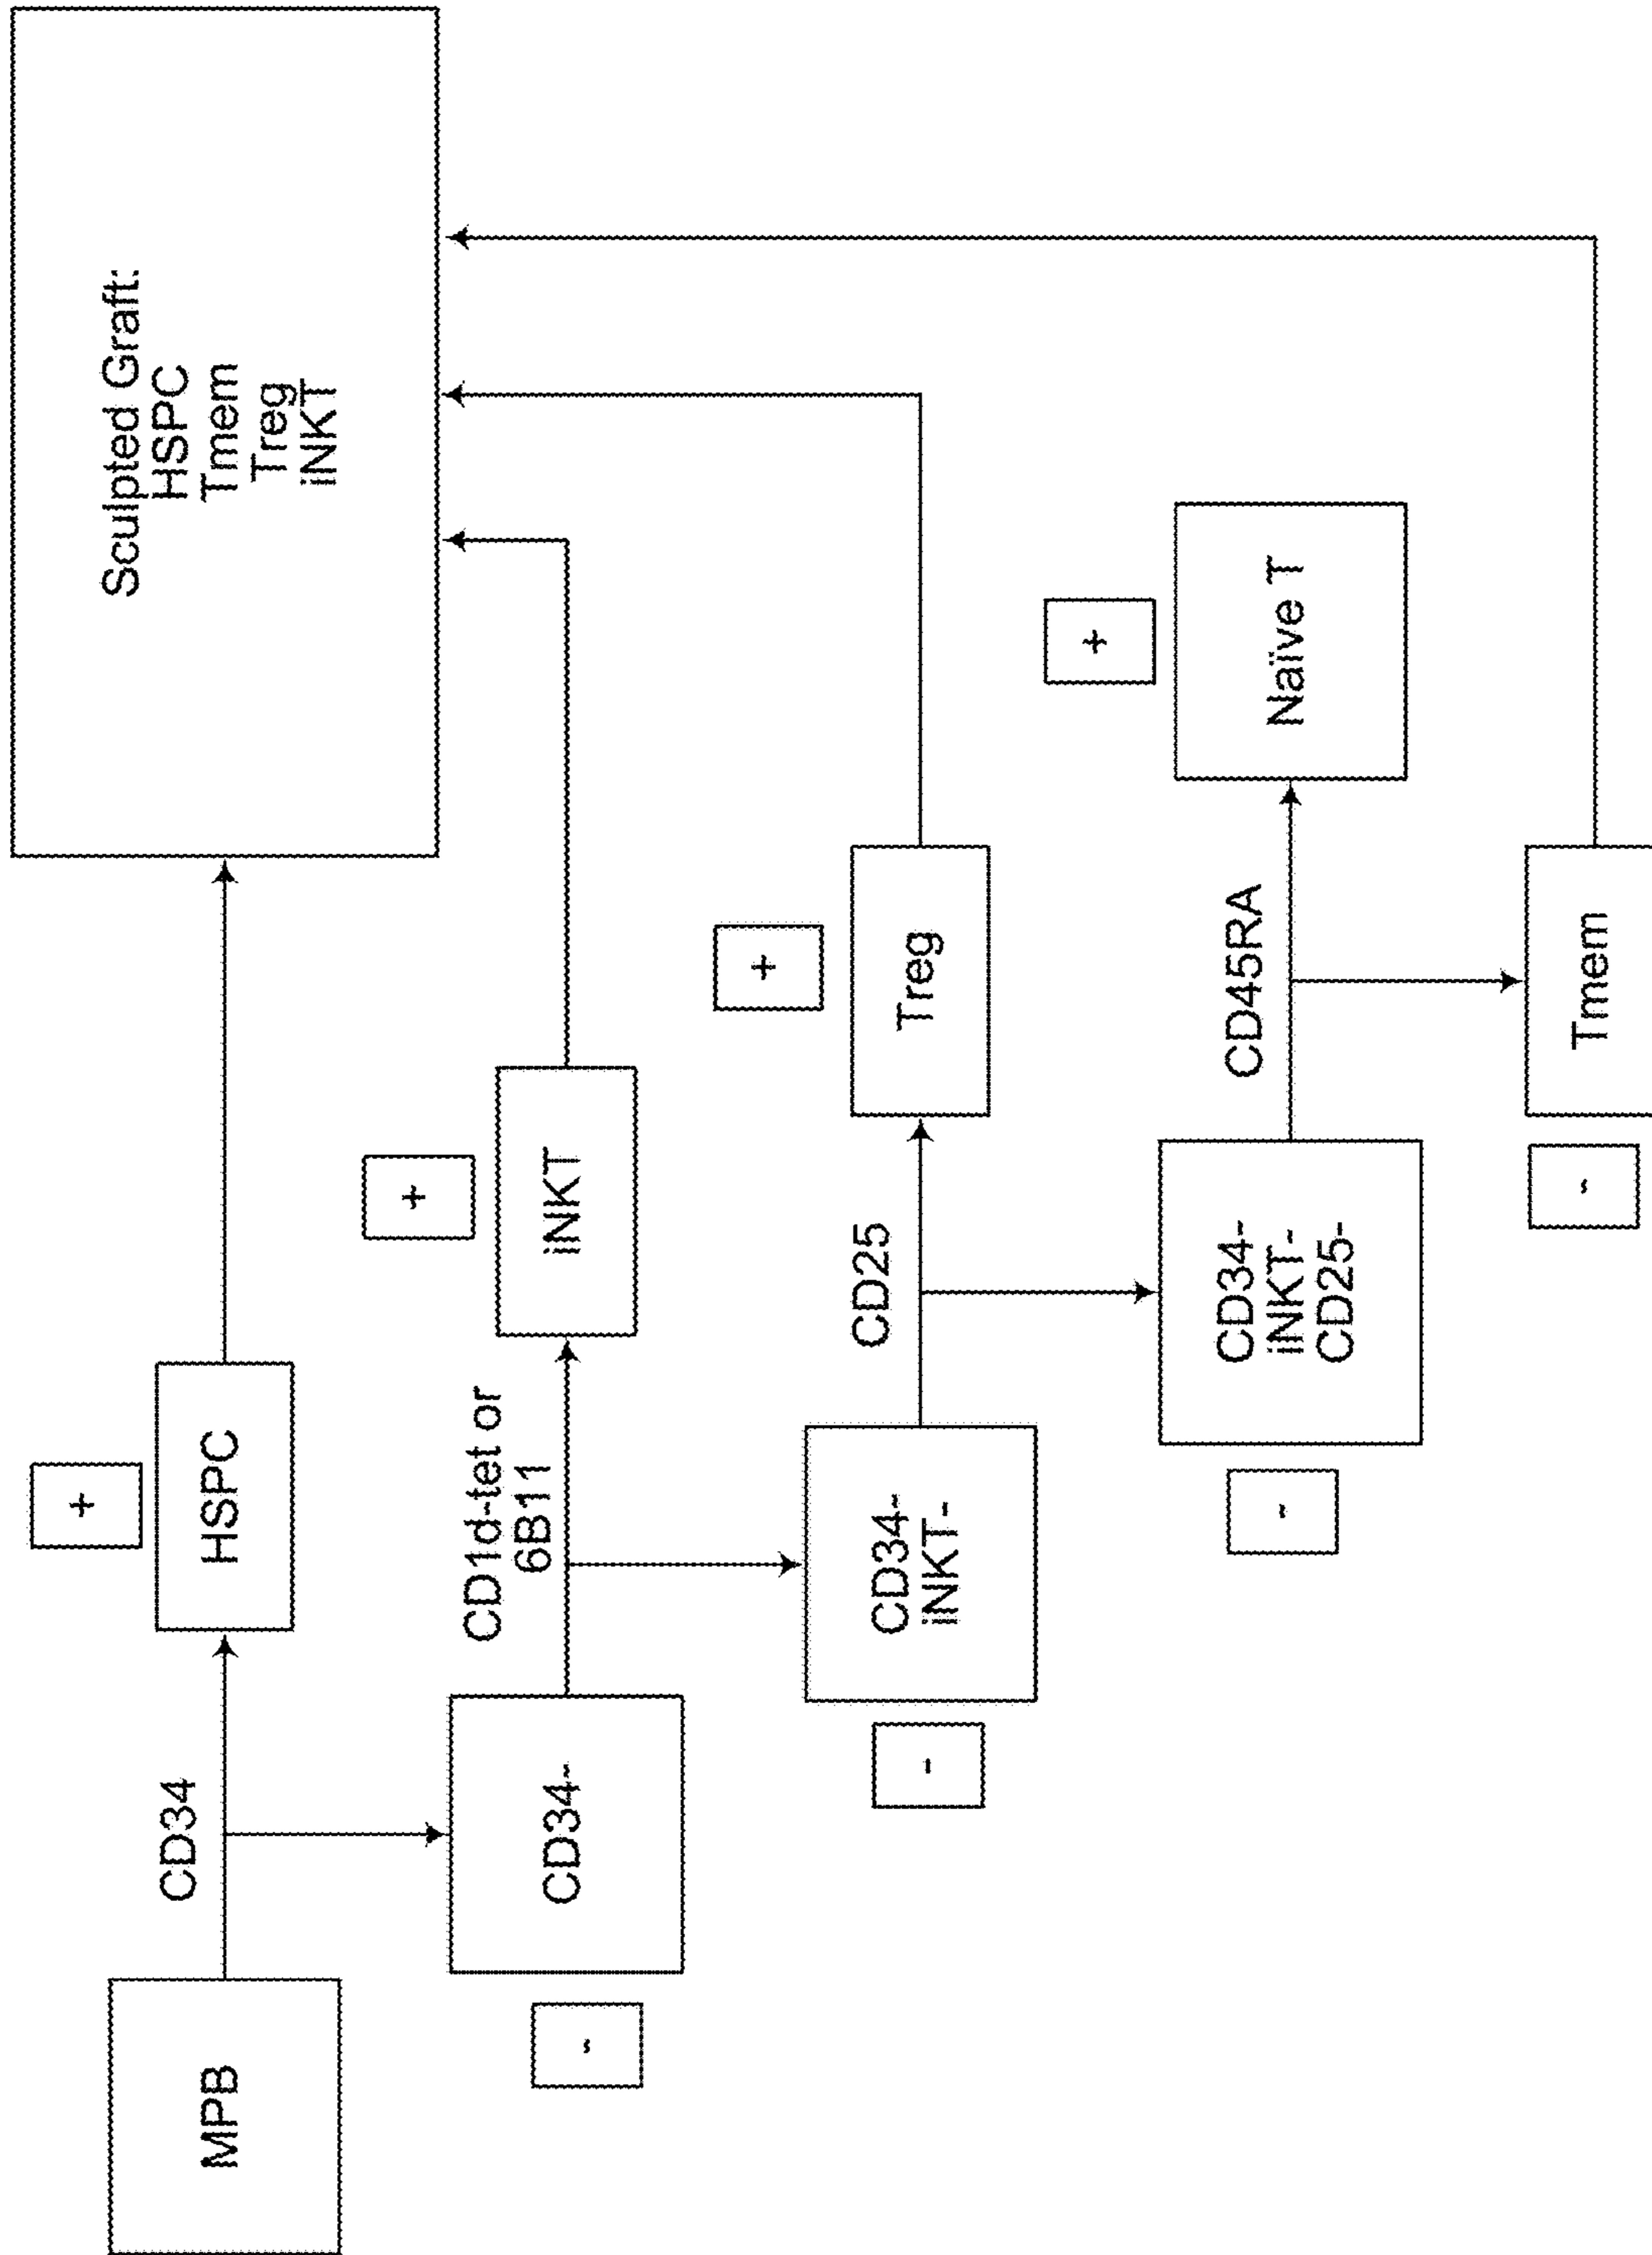 MPB
CD34
+
HSPC
Sculpted Graft:
HSPC
Tmem
Treg
iNKT
-
CD34-
CD1d-tet or
6B11
+
iNKT
-
CD34-
iNKT-
CD25
+
Treg
-
CD34-
iNKT-
CD25-
CD45RA
+
Naïve T
-
Tmem